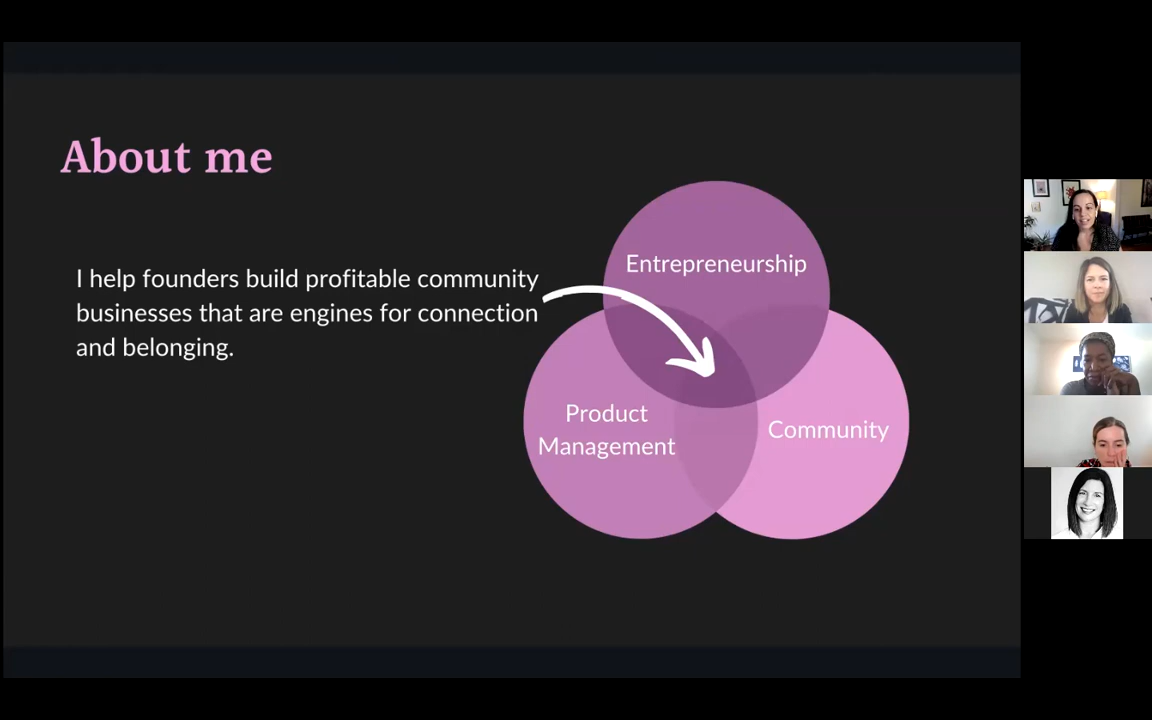 About me
I help founders build profitable community
businesses that are engines for connection
and belonging.
Entrepreneurship
Product
Management
Community